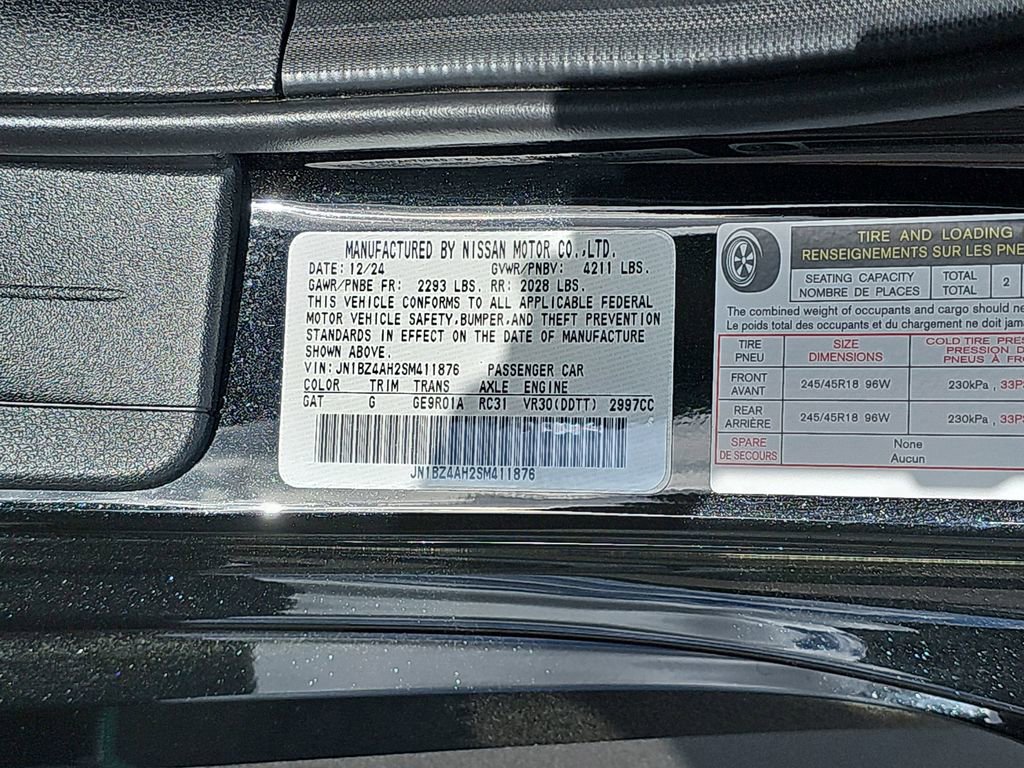 MANUFACTURED BY NISSAN MOTOR CO.,LTD.
DATE: 12/24 GVWR/PNBV: 4211 LBS.
GAWR/PNBE FR: 2293 LBS. RR: 2028 LBS.
THIS VEHICLE CONFORMS TO ALL APPLICABLE FEDERAL
MOTOR VEHICLE SAFETY,BUMPER,AND THEFT PREVENTION
STANDARDS IN EFFECT ON THE DATE OF MANUFACTURE
SHOWN ABOVE.
VIN: JN1BZ4AH2SM411876 PASSENGER CAR
COLOR TRIM TRANS AXLE ENGINE
GAT G GE9R01A RC31 VR30(DDTT) 2997CC
JN1BZ4AH2SM411876
TIRE AND LOADING
RENSEIGNEMENTS SUR LES PNE
SEATING CAPACITY TOTAL 2
NOMBRE DE PLACES TOTAL
The combined weight of occupants and cargo should ne
Le poids total des occupants et du chargement ne doit jam
TIRE SIZE COLD TIRE PRES
PNEU DIMENSIONS PRESSION D
PNEUS À FR
FRONT 245/45R18 96W 230kPa , 33PS
AVANT
REAR 245/45R18 96W 230kPa , 33PS
ARRIÈRE
SPARE None
DE SECOURS Aucun